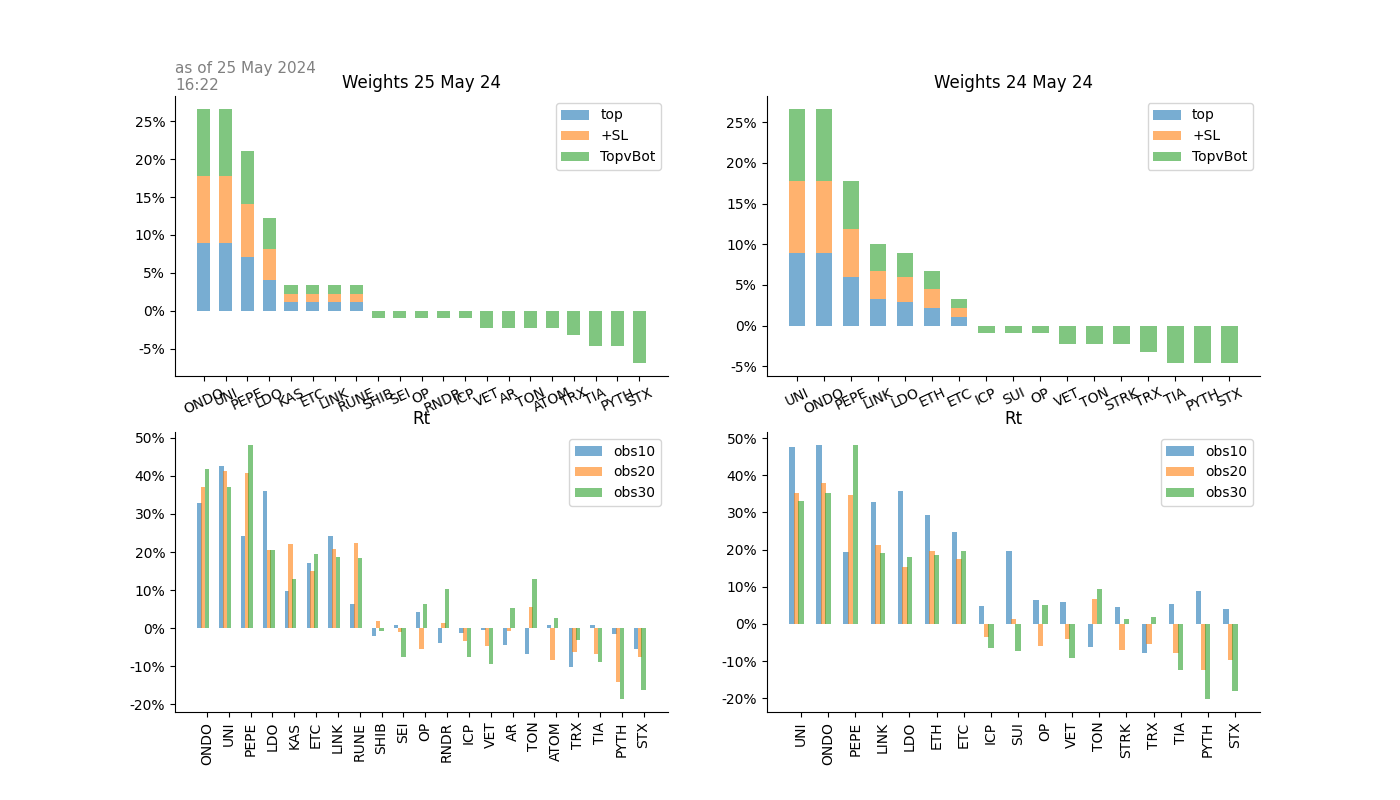 as of 25 May 2024
16:22
Weights 25 May 24
25%
20%
15%
10%
5%
0%
-5%
top
+SL
TopvBot
ONDO UNI PEPE LDO KAS ETC LINK RUNE SHIB SEI OP RNDR ICP VET AR TON ATOM TRX TIA PYTH STX
Weights 24 May 24
25%
20%
15%
10%
5%
0%
-5%
top
+SL
TopvBot
UNI ONDO PEPE LINK LDO ETH ETC ICP SUI OP VET TON STRK TRX TIA PYTH STX
Rt
50%
40%
30%
20%
10%
0%
-10%
-20%
obs10
obs20
obs30
ONDO UNI PEPE LDO KAS ETC LINK RUNE SHIB SEI OP RNDR ICP VET AR TON ATOM TRX TIA PYTH STX
Rt
50%
40%
30%
20%
10%
0%
-10%
-20%
obs10
obs20
obs30
UNI ONDO PEPE LINK LDO ETH ETC ICP SUI OP VET TON STRK TRX TIA PYTH STX